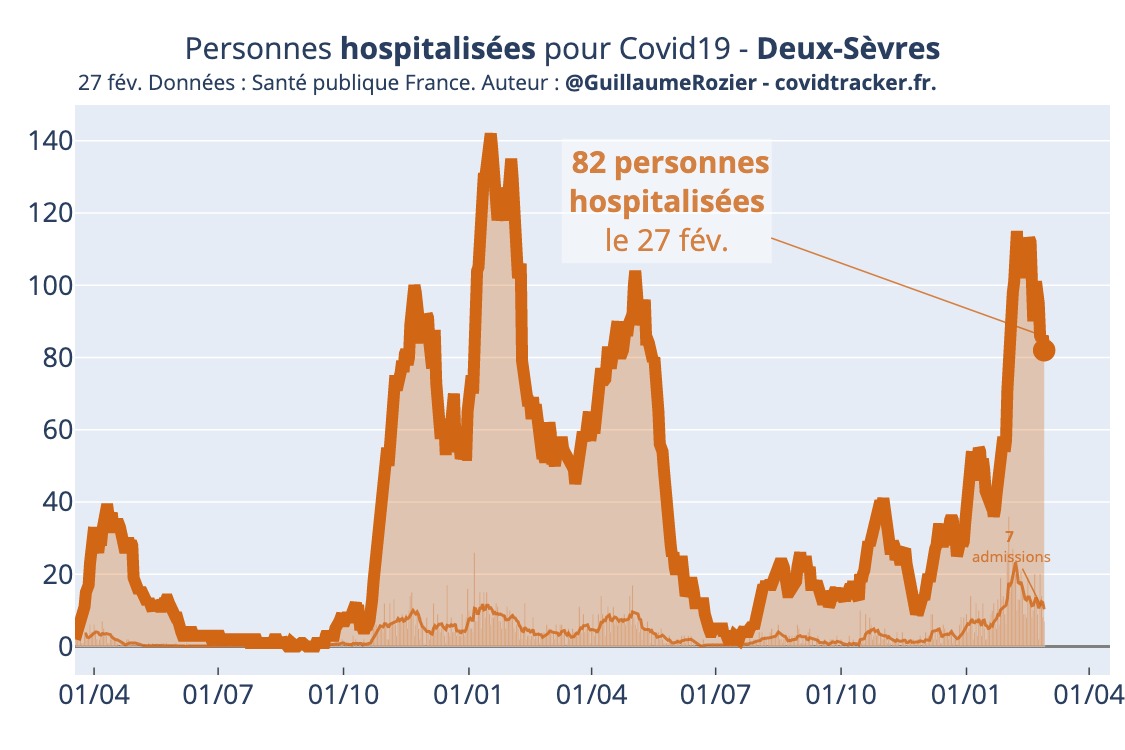 Personnes hospitalisées pour Covid19 - Deux-Sèvres
27 fév. Données : Santé publique France. Auteur : @GuillaumeRozier - covidtracker.fr.
140
120
100
80
60
40
20
0
82 personnes
hospitalisées
le 27 fév.
7
admissions
01/04 01/07 01/10 01/01 01/04 01/07 01/10 01/01 01/04